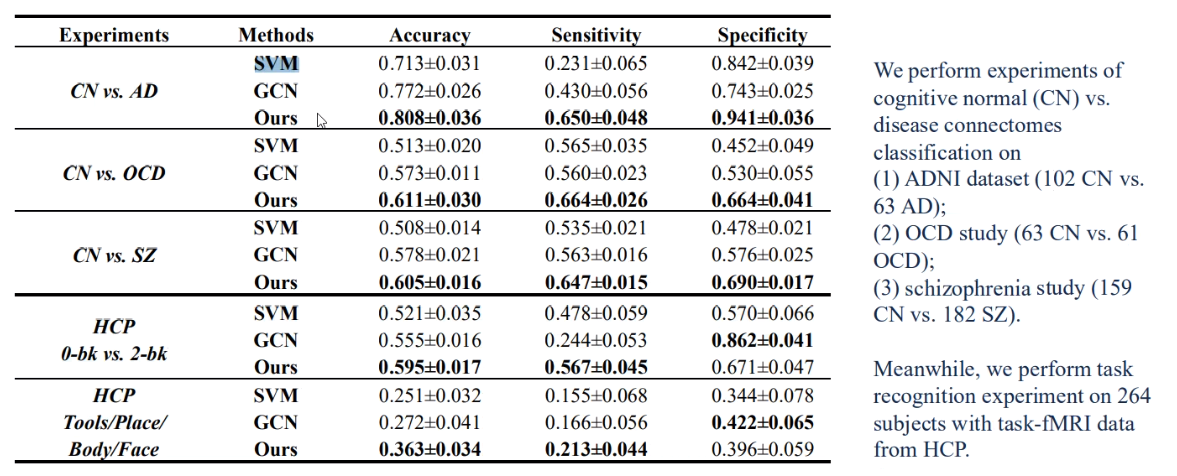 Experiments Methods Accuracy Sensitivity Specificity
SVM 0.713±0.031 0.231±0.065 0.842±0.039
CN vs. AD GCN 0.772±0.026 0.430±0.056 0.743±0.025
Ours 0.808±0.036 0.650±0.048 0.941±0.036
SVM 0.513±0.020 0.565±0.035 0.452±0.049
CN vs. OCD GCN 0.573±0.011 0.560±0.023 0.530±0.055
Ours 0.611±0.030 0.664±0.026 0.664±0.041
SVM 0.508±0.014 0.535±0.021 0.478±0.021
CN vs. SZ GCN 0.578±0.021 0.563±0.016 0.576±0.025
Ours 0.605±0.016 0.647±0.015 0.690±0.017
SVM 0.521±0.035 0.478±0.059 0.570±0.066
HCP
0-bk vs. 2-bk
GCN 0.555±0.016 0.244±0.053 0.862±0.041
Ours 0.595±0.017 0.567±0.045 0.671±0.047
HCP SVM 0.251±0.032 0.155±0.068 0.344±0.078
Tools/Place/ GCN 0.272±0.041 0.166±0.056 0.422±0.065
Body/Face Ours 0.363±0.034 0.213±0.044 0.396±0.059
We perform experiments of
cognitive normal (CN) vs.
disease connectomes
classification on
(1) ADNI dataset (102 CN vs.
63 AD);
(2) OCD study (63 CN vs. 61
OCD);
(3) schizophrenia study (159
CN vs. 182 SZ).
Meanwhile, we perform task
recognition experiment on 264
subjects with task-fMRI data
from HCP.